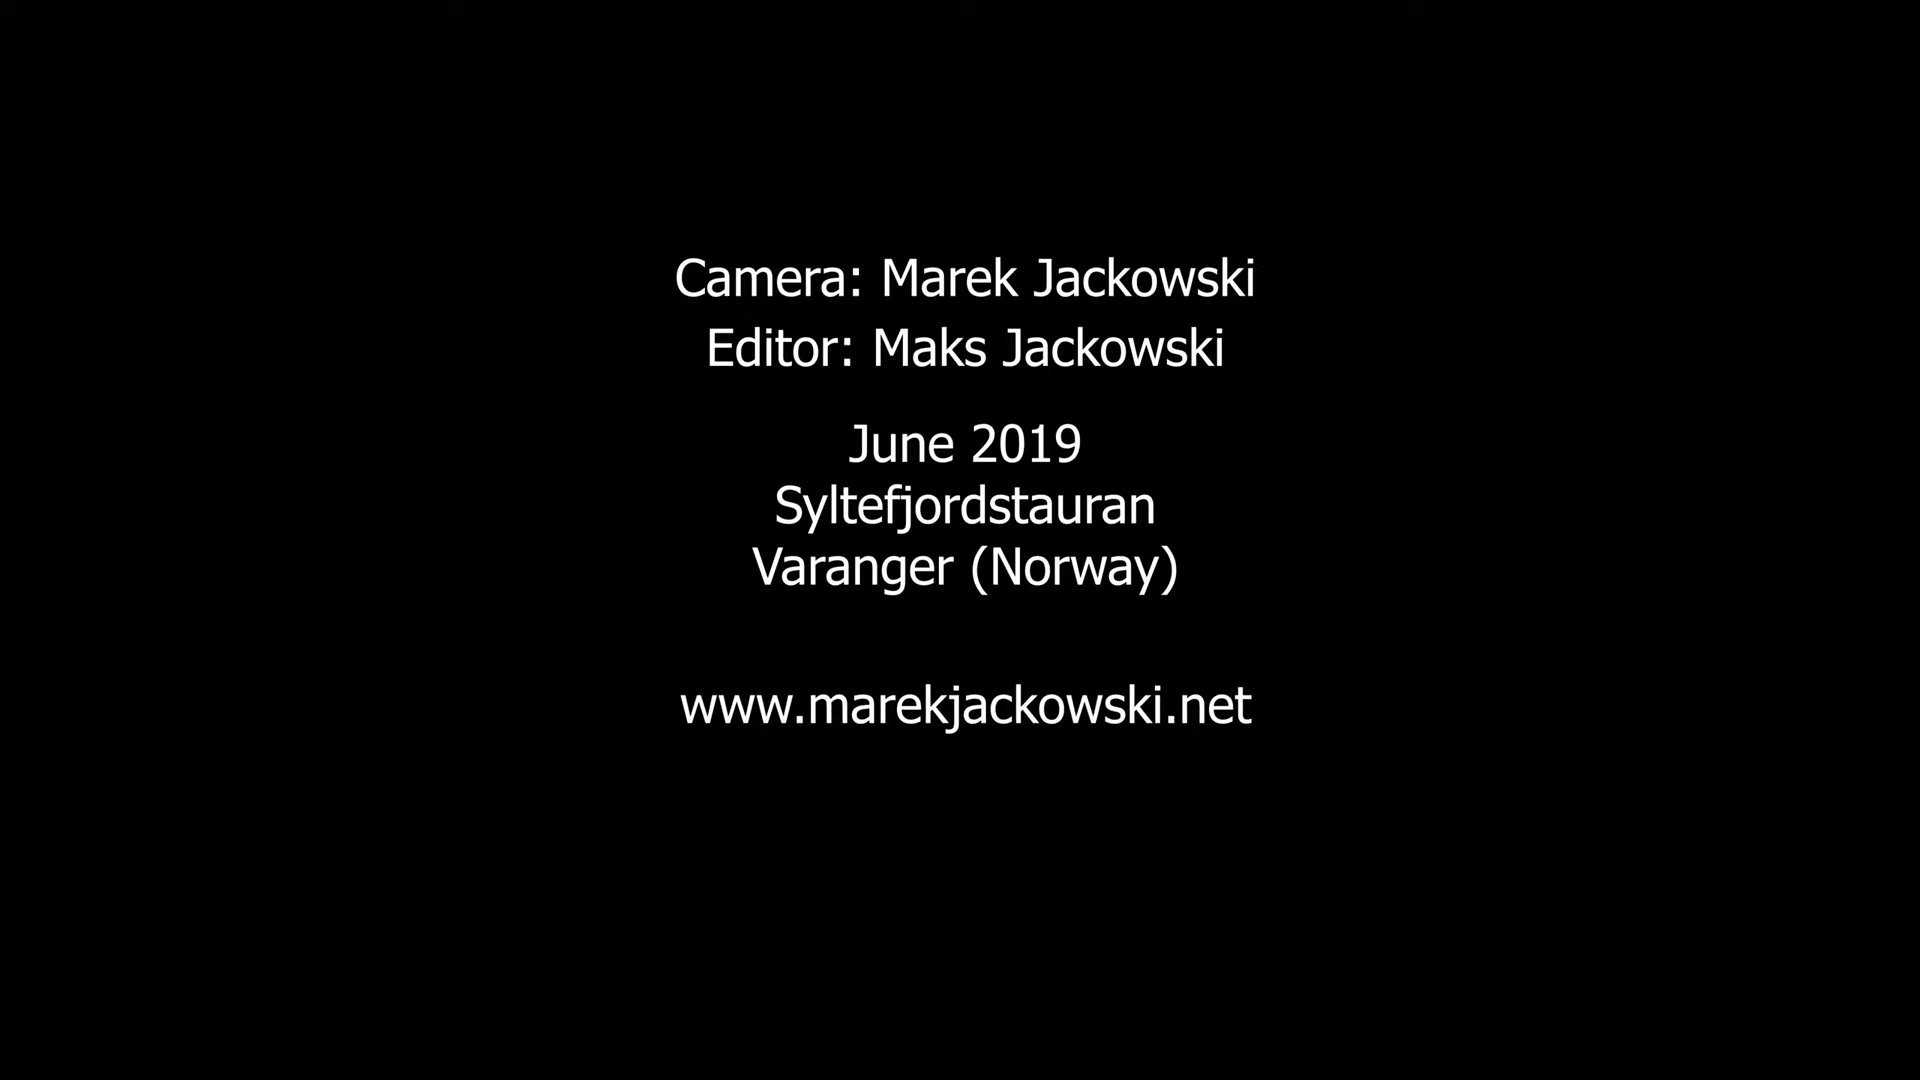 Camera: Marek Jackowski
Editor: Maks Jackowski
June 2019
Syltefjordstauran
Varanger (Norway)
www.marekjackowski.net